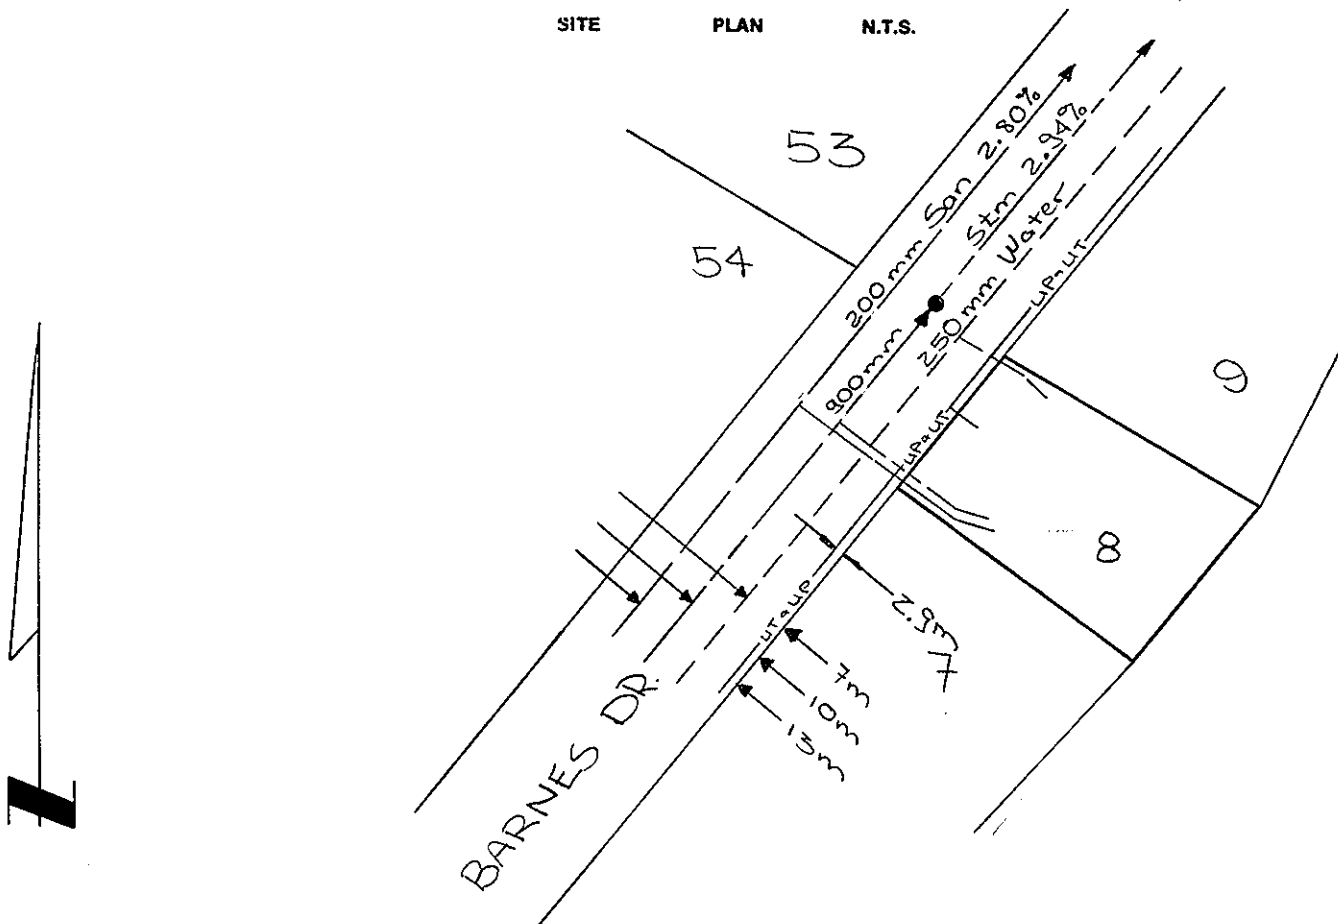 SITE PLAN N.T.S.
53
54
200mm San 2.80%
900mm Stm 2.94%
250mm Water
UP-UT
UP-UT
UT-UP
9
8
7
2.9m
7m
10m
13m
BARNES DR.